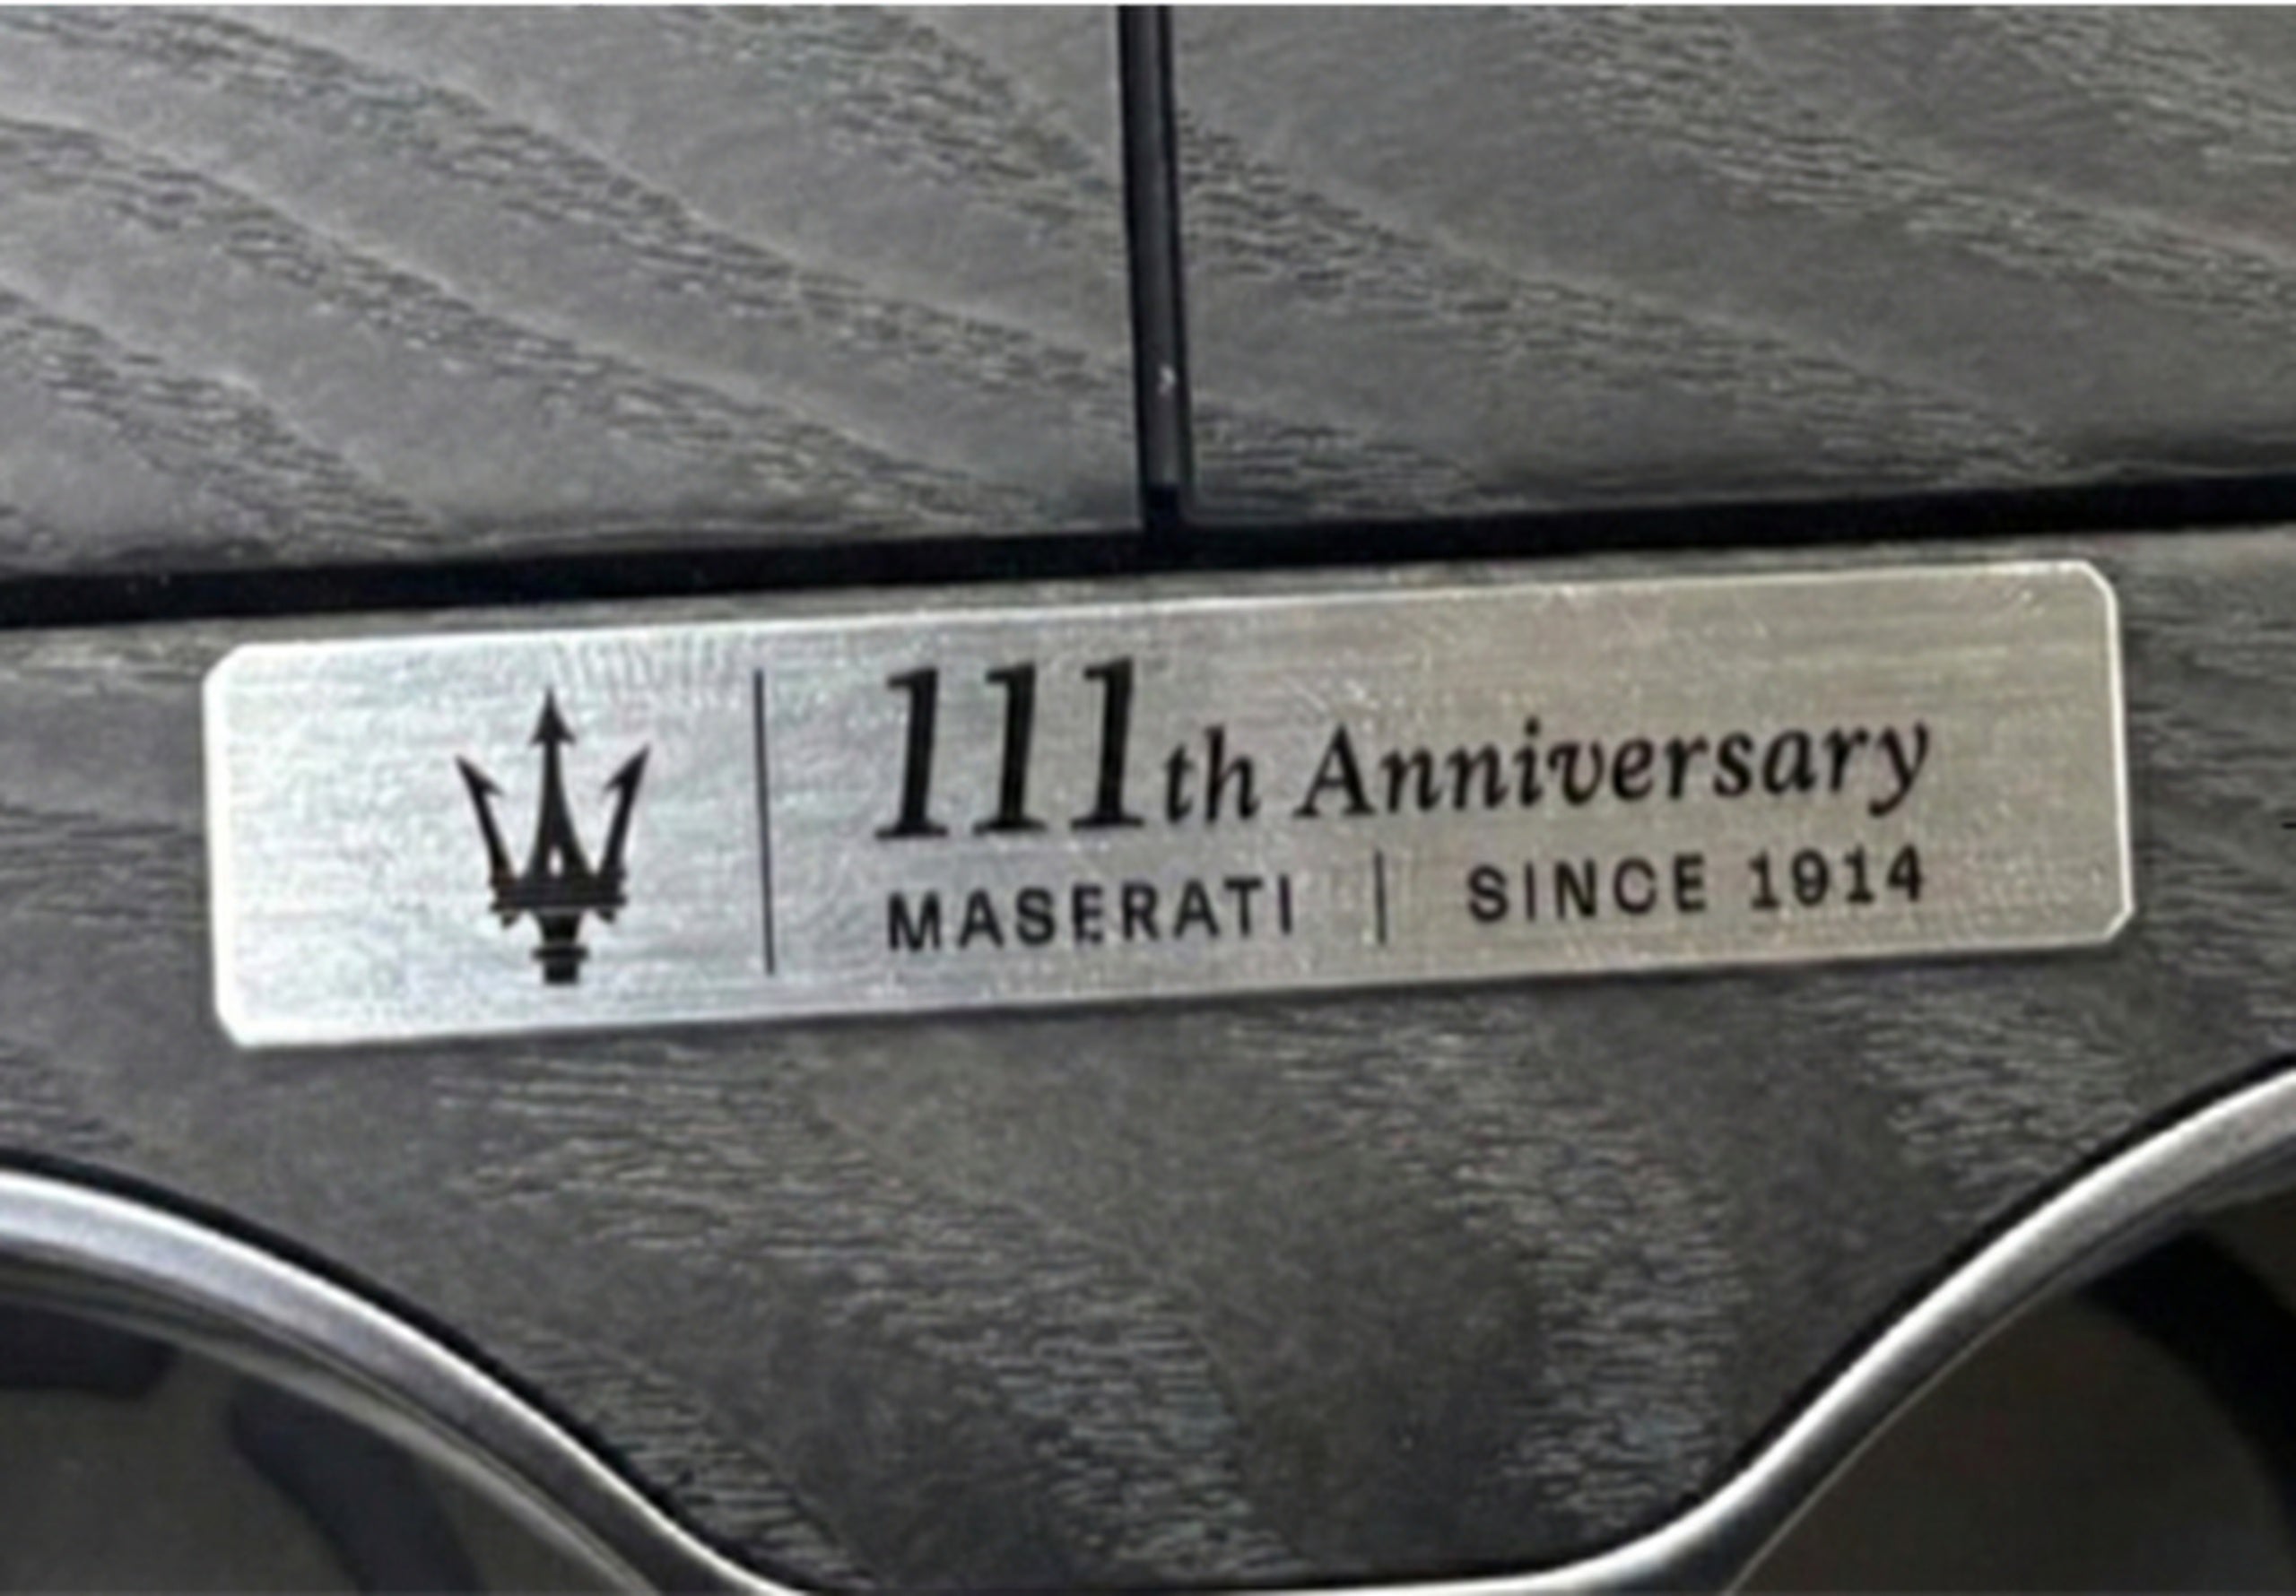 111th Anniversary
MASERATI | SINCE 1914